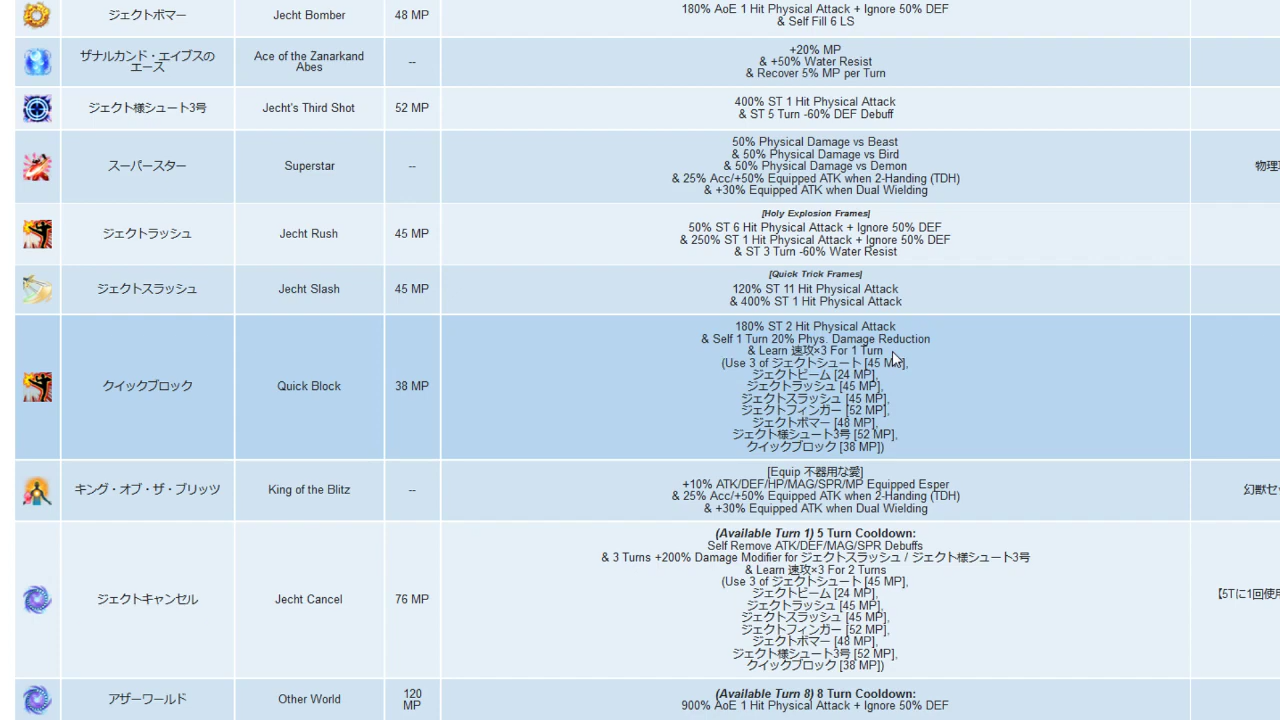 ジェクトボマー
Jecht Bomber
48 MP
180% AoE 1 Hit Physical Attack + Ignore 50% DEF
& Self Fill 6 LS
ザナルカンド・エイブスの
エース
Ace of the Zanarkand
Abes
--
+20% MP
& +50% Water Resist
& Recover 5% MP per Turn
ジェクト様シュート3号
Jecht's Third Shot
52 MP
400% ST 1 Hit Physical Attack
& ST 5 Turn -60% DEF Debuff
スーパースター
Superstar
--
50% Physical Damage vs Beast
& 50% Physical Damage vs Bird
& 50% Physical Damage vs Demon
& 25% Acc/+50% Equipped ATK when 2-Handing (TDH)
& +30% Equipped ATK when Dual Wielding
物理
ジェクトラッシュ
Jecht Rush
45 MP
[Holy Explosion Frames]
50% ST 6 Hit Physical Attack + Ignore 50% DEF
& 250% ST 1 Hit Physical Attack + Ignore 50% DEF
& ST 3 Turn -60% Water Resist
ジェクトスラッシュ
Jecht Slash
45 MP
[Quick Trick Frames]
120% ST 11 Hit Physical Attack
& 400% ST 1 Hit Physical Attack
クイックブロック
Quick Block
38 MP
180% ST 2 Hit Physical Attack
& Self 1 Turn 20% Phys. Damage Reduction
& Learn 速攻×3 For 1 Turn
(Use 3 of ジェクトシュート [45 MP],
ジェクトビーム [24 MP],
ジェクトラッシュ [45 MP],
ジェクトスラッシュ [45 MP],
ジェクトフィンガー [52 MP],
ジェクトボマー [48 MP],
ジェクト様シュート3号 [52 MP],
クイックブロック [38 MP])
キング・オブ・ザ・ブリッツ
King of the Blitz
--
[Equip 不器用な愛]
+10% ATK/DEF/HP/MAG/SPR/MP Equipped Esper
& 25% Acc/+50% Equipped ATK when 2-Handing (TDH)
& +30% Equipped ATK when Dual Wielding
幻獣セッ
ジェクトキャンセル
Jecht Cancel
76 MP
(Available Turn 1) 5 Turn Cooldown:
Self Remove ATK/DEF/MAG/SPR Debuffs
& 3 Turns +200% Damage Modifier for ジェクトスラッシュ / ジェクト様シュート3号
& Learn 速攻×3 For 2 Turns
(Use 3 of ジェクトシュート [45 MP],
ジェクトビーム [24 MP],
ジェクトラッシュ [45 MP],
ジェクトスラッシュ [45 MP],
ジェクトフィンガー [52 MP],
ジェクトボマー [48 MP],
ジェクト様シュート3号 [52 MP],
クイックブロック [38 MP])
【5Tに1回使用
アザーワールド
Other World
120
MP
(Available Turn 8) 8 Turn Cooldown:
900% AoE 1 Hit Physical Attack + Ignore 50% DEF